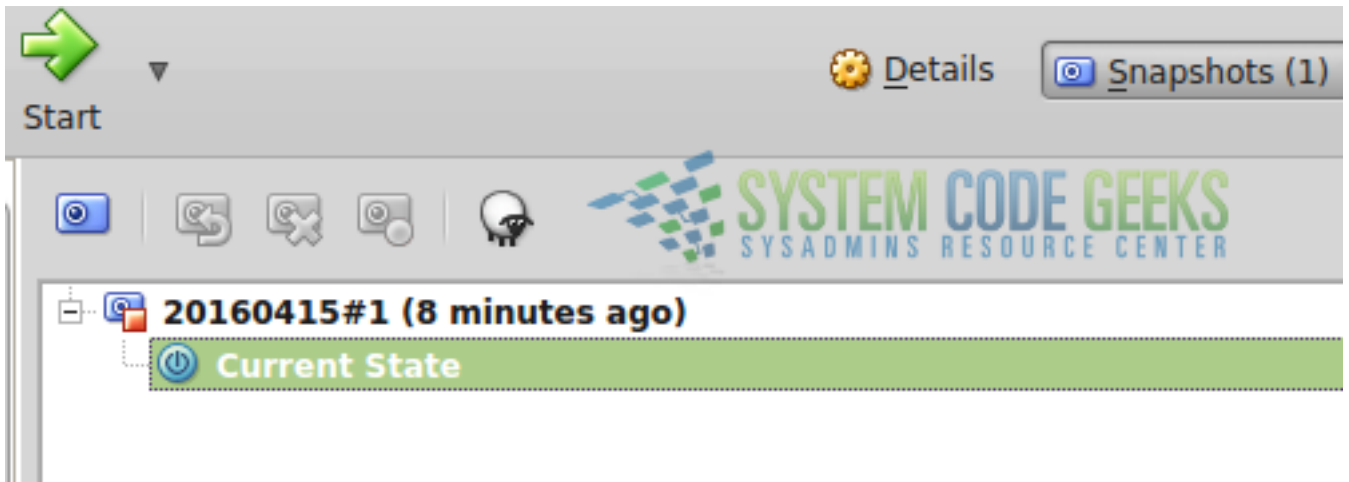 Start
Details
Snapshots (1)
SYSTEM CODE GEEKS
SYSADMINS RESOURCE CENTER
20160415#1 (8 minutes ago)
Current State